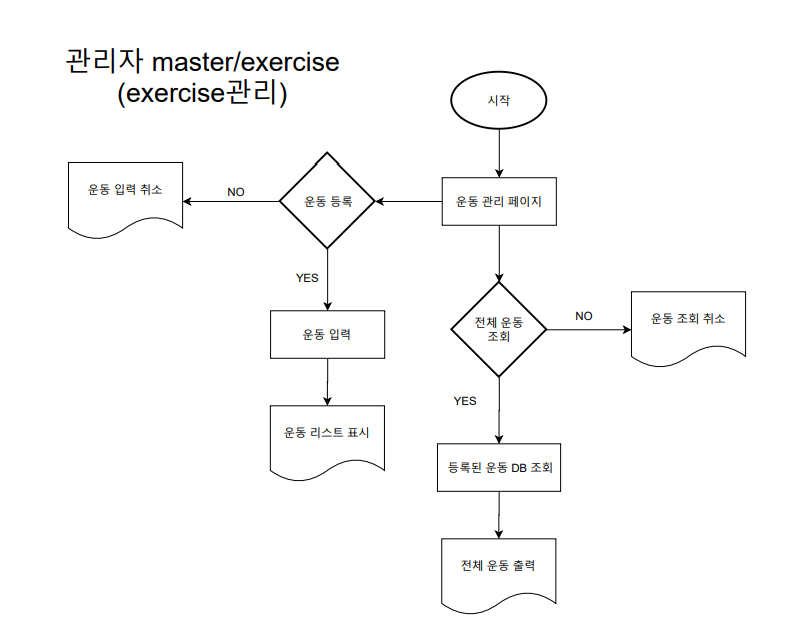 관리자 master/exercise
(exercise관리)
시작
운동 관리 페이지
운동 등록
NO
운동 입력 취소
YES
운동 입력
운동 리스트 표시
전체 운동
조회
NO
운동 조회 취소
YES
등록된 운동 DB 조회
전체 운동 출력